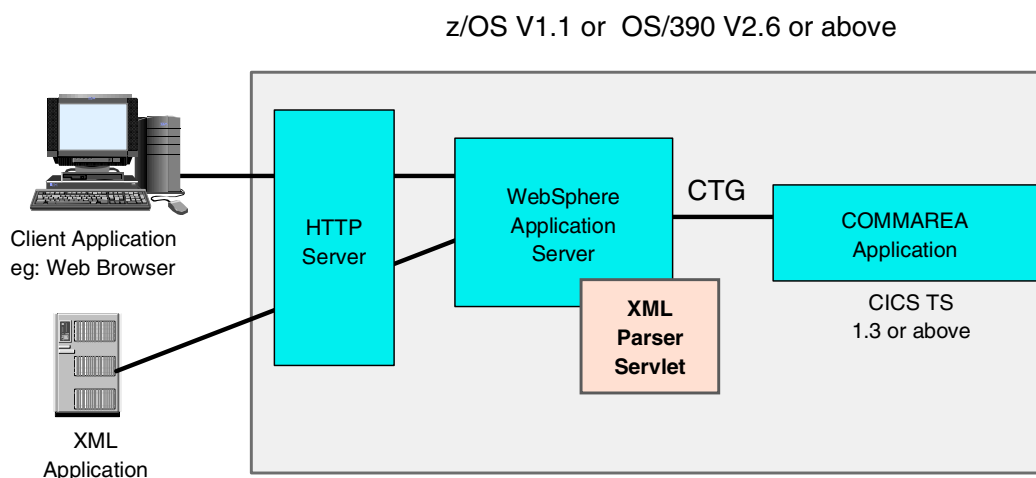 z/OS V1.1 or OS/390 V2.6 or above
Client Application
eg: Web Browser
XML
Application
HTTP
Server
WebSphere
Application
Server
XML
Parser
Servlet
CTG
COMMAREA
Application
CICS TS
1.3 or above